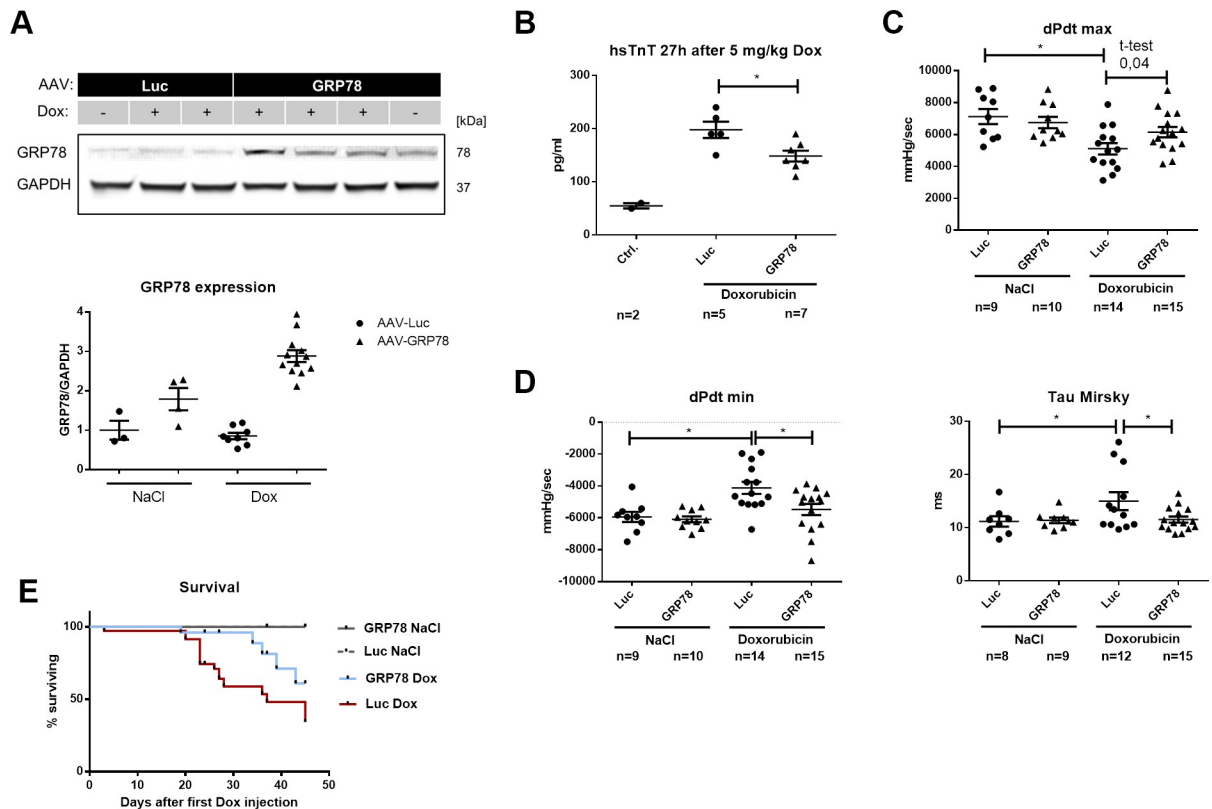 A
AAV: Luc GRP78
Dox: - + + + + + -
[kDa]
GRP78 78
GAPDH 37
GRP78 expression
GRP78/GAPDH
4
3
2
1
0
AAV-Luc
AAV-GRP78
NaCl Dox
B
hsTnT 27h after 5 mg/kg Dox
*
pg/ml
300
200
100
0
Ctrl. Luc GRP78
Doxorubicin
n=2 n=5 n=7
C
dPdt max
* t-test
0,04
mmHg/sec
10000
8000
6000
4000
2000
0
Luc GRP78 Luc GRP78
NaCl Doxorubicin
n=9 n=10 n=14 n=15
D
dPdt min
* *
mmHg/sec
0
-2000
-4000
-6000
-8000
-10000
Luc GRP78 Luc GRP78
NaCl Doxorubicin
n=9 n=10 n=14 n=15
Tau Mirsky
* *
ms
30
20
10
0
Luc GRP78 Luc GRP78
NaCl Doxorubicin
n=8 n=9 n=12 n=15
E
Survival
% surviving
100
50
0
0 10 20 30 40 50
Days after first Dox injection
GRP78 NaCl
Luc NaCl
GRP78 Dox
Luc Dox